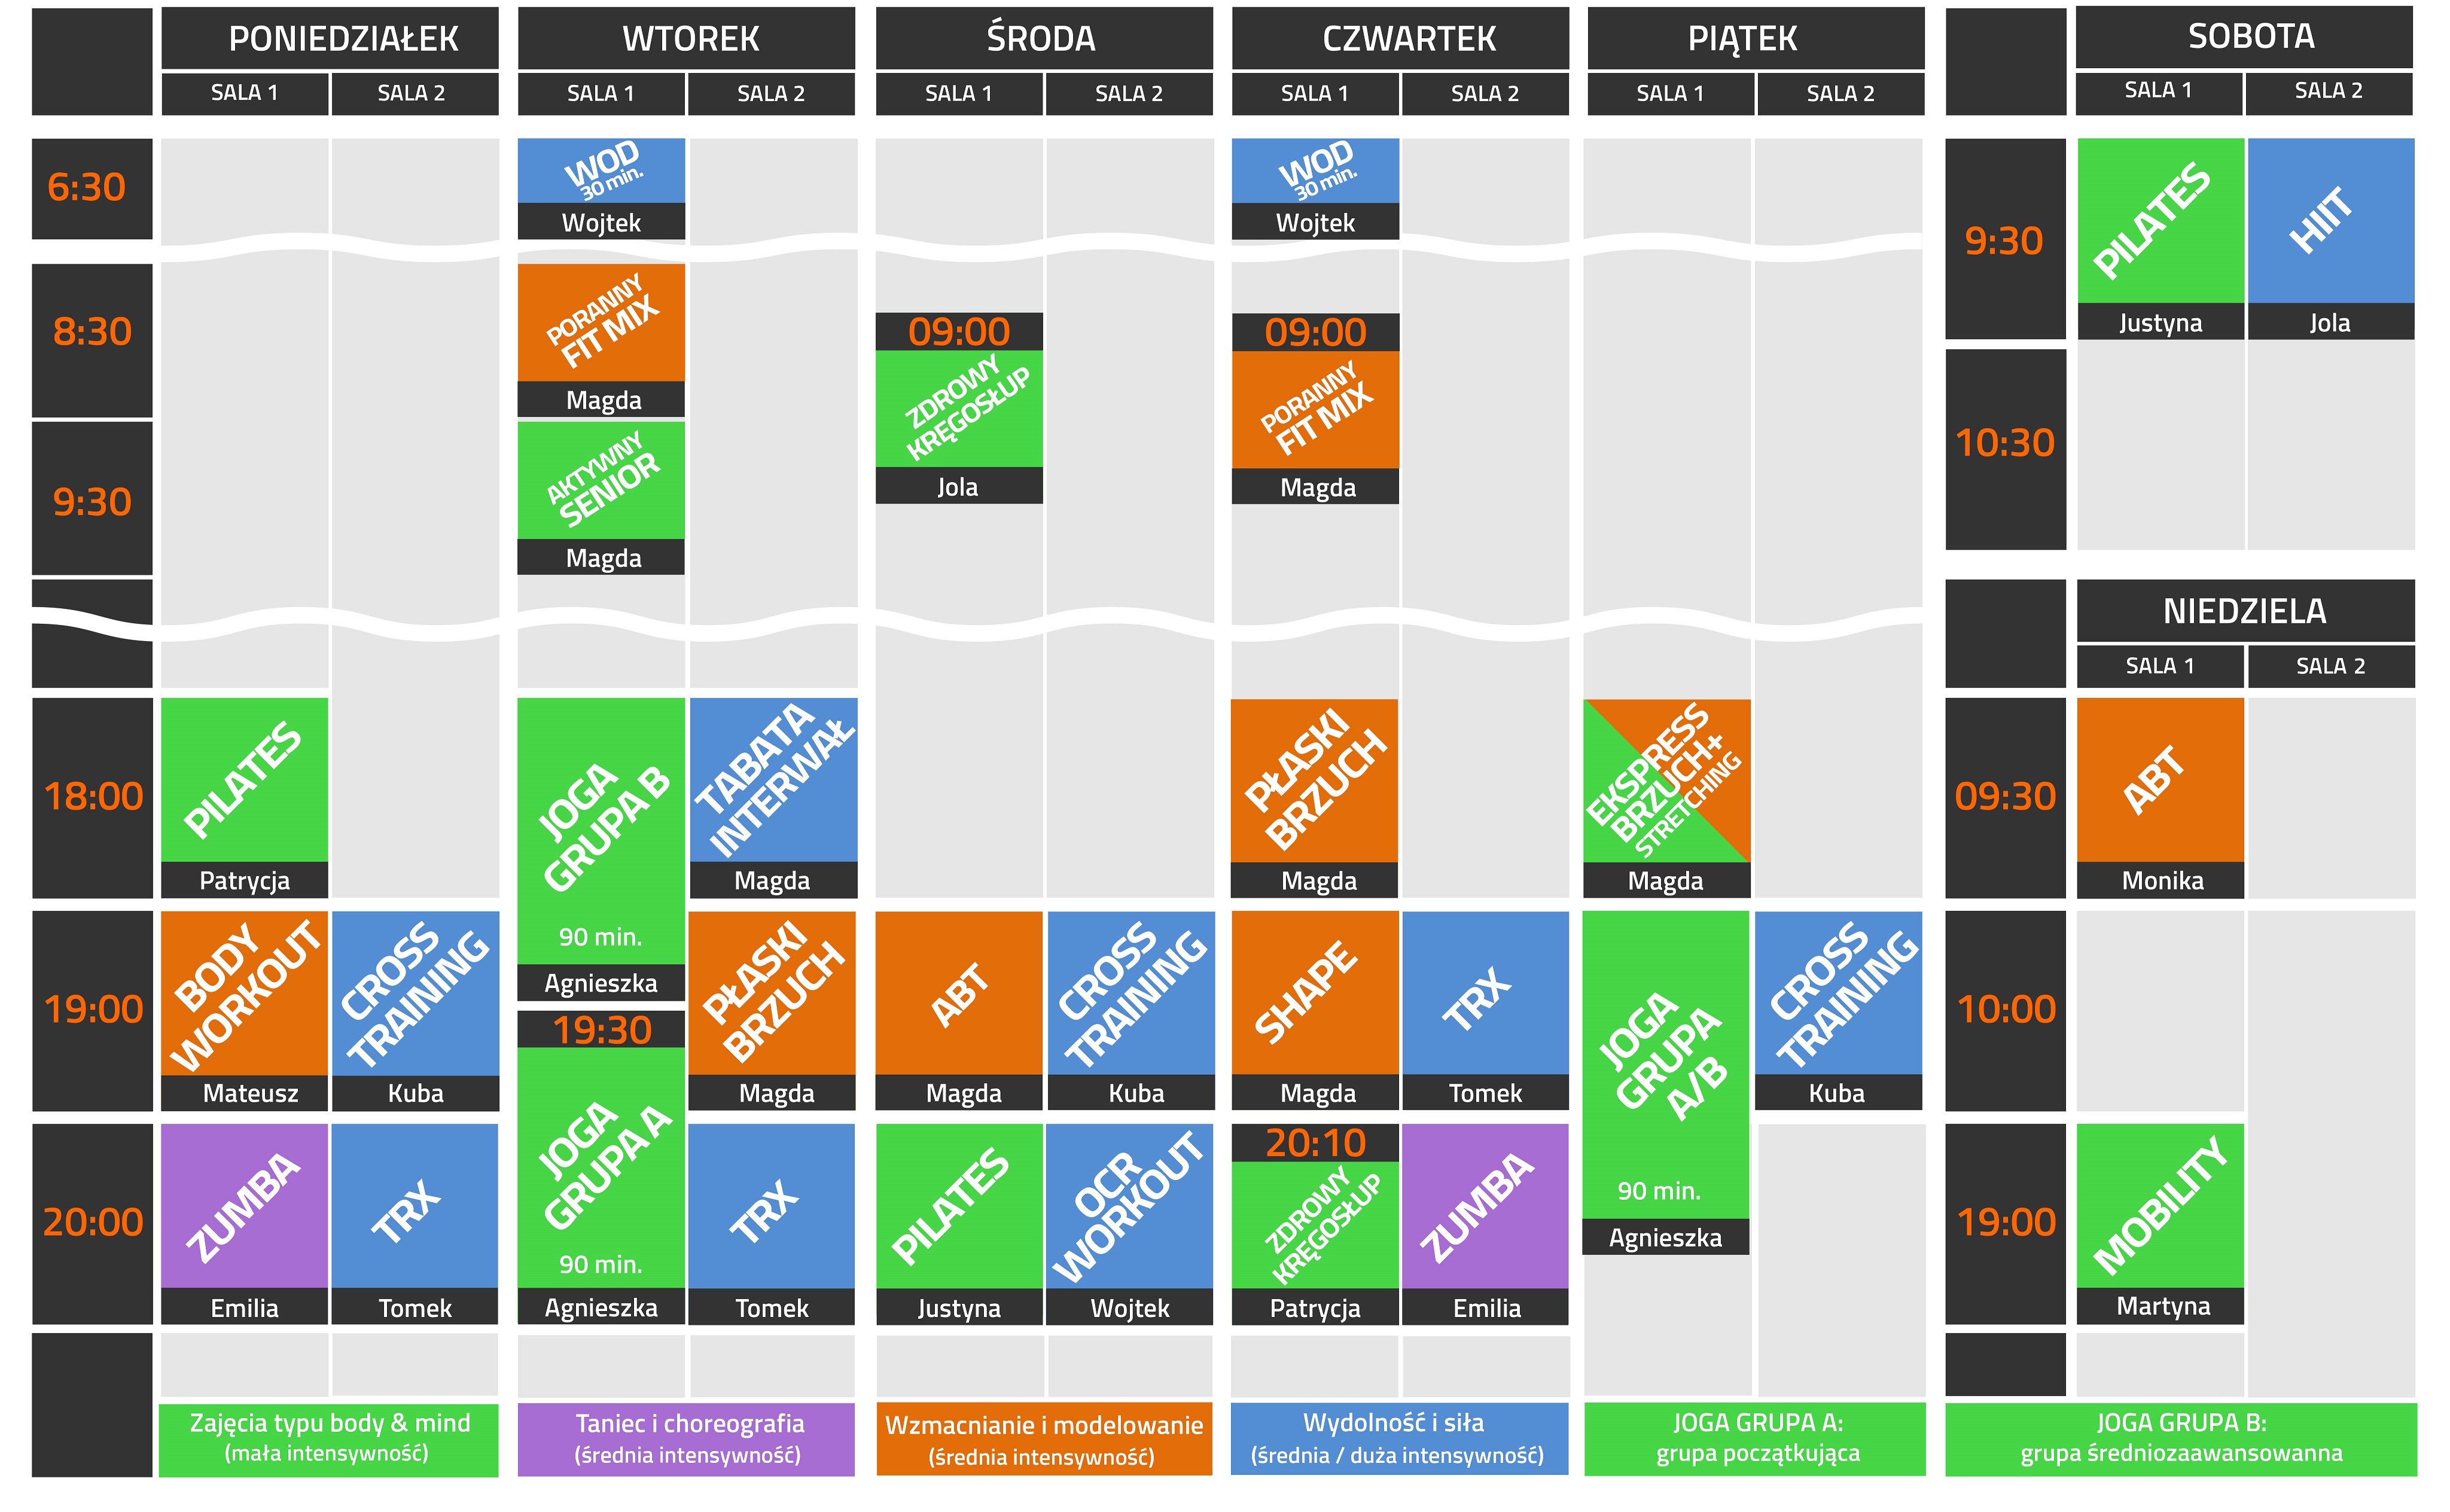 PONIEDZIAŁEK
WTOREK
ŚRODA
CZWARTEK
PIĄTEK
SOBOTA
SALA 1
SALA 2
SALA 1
SALA 2
SALA 1
SALA 2
SALA 1
SALA 2
SALA 1
SALA 2
SALA 1
SALA 2
6:30
WOD
30 min.
Wojtek
WOD
30 min.
Wojtek
9:30
PILATES
Justyna
HIIT
Jola
8:30
PORANNY
FIT MIX
Magda
09:00
ZDROWY
KRĘGOSŁUP
Jola
09:00
PORANNY
FIT MIX
Magda
10:30
9:30
AKTYWNY
SENIOR
Magda
NIEDZIELA
SALA 1
SALA 2
18:00
PILATES
Patrycja
JOGA
GRUPA B
90 min.
Agnieszka
TABATA
INTERWAŁ
Magda
PŁASKI
BRZUCH
Magda
EKSPRESS
BRZUCH+
STRETCHING
Magda
09:30
ABT
Monika
19:00
BODY
WORKOUT
Mateusz
CROSS
TRAINING
Kuba
19:30
JOGA
GRUPA A
90 min.
Agnieszka
PŁASKI
BRZUCH
Magda
ABT
Magda
CROSS
TRAINING
Kuba
SHAPE
Magda
TRX
Tomek
JOGA
GRUPA
A/B
90 min.
Agnieszka
CROSS
TRAINING
Kuba
10:00
20:00
ZUMBA
Emilia
TRX
Tomek
TRX
Tomek
PILATES
Justyna
OCR
WORKOUT
Wojtek
20:10
ZDROWY
KRĘGOSŁUP
Patrycja
ZUMBA
Emilia
19:00
MOBILITY
Martyna
Zajęcia typu body & mind
(mała intensywność)
Taniec i choreografia
(średnia intensywność)
Wzmacnianie i modelowanie
(średnia intensywność)
Wydolność i siła
(średnia / duża intensywność)
JOGA GRUPA A:
grupa początkująca
JOGA GRUPA B:
grupa średniozaawansowanna